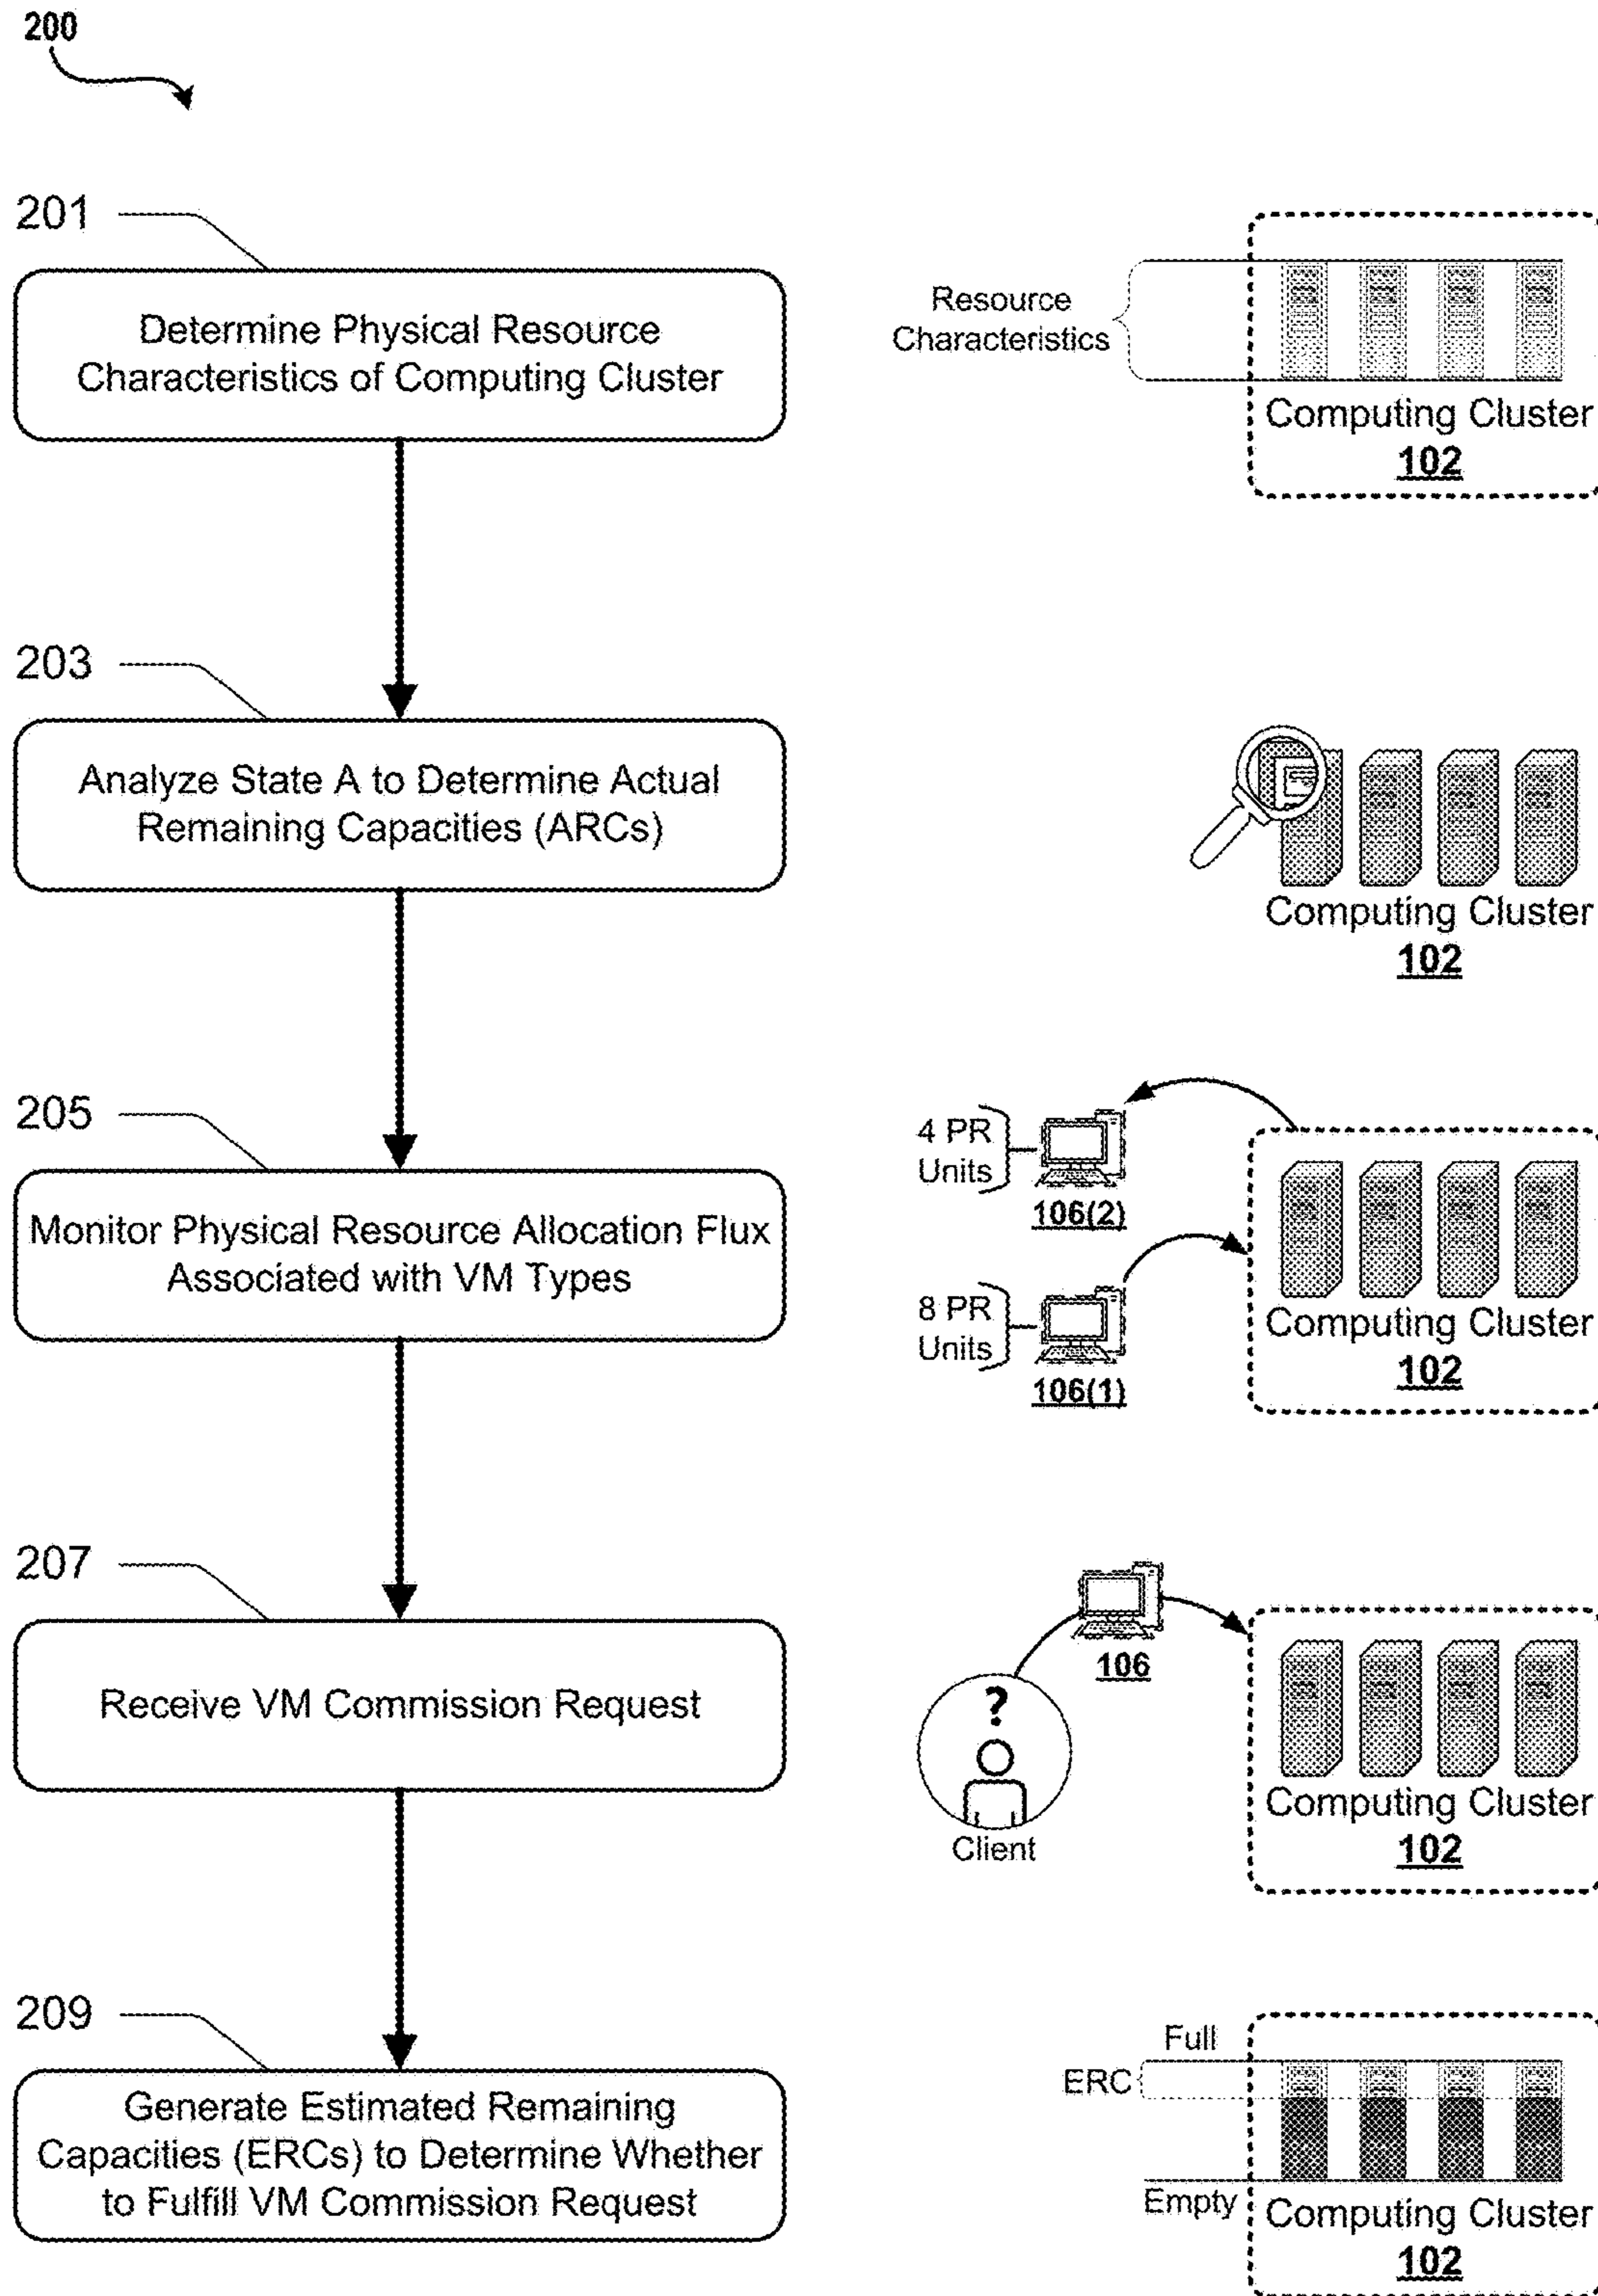 200
201
Determine Physical Resource
Characteristics of Computing Cluster
Resource
Characteristics
Computing Cluster
102
203
Analyze State A to Determine Actual
Remaining Capacities (ARCs)
Computing Cluster
102
205
Monitor Physical Resource Allocation Flux
Associated with VM Types
4 PR
Units
106(2)
8 PR
Units
106(1)
Computing Cluster
102
207
Receive VM Commission Request
106
?
Client
Computing Cluster
102
209
Generate Estimated Remaining
Capacities (ERCs) to Determine Whether
to Fulfill VM Commission Request
Full
ERC
Empty
Computing Cluster
102